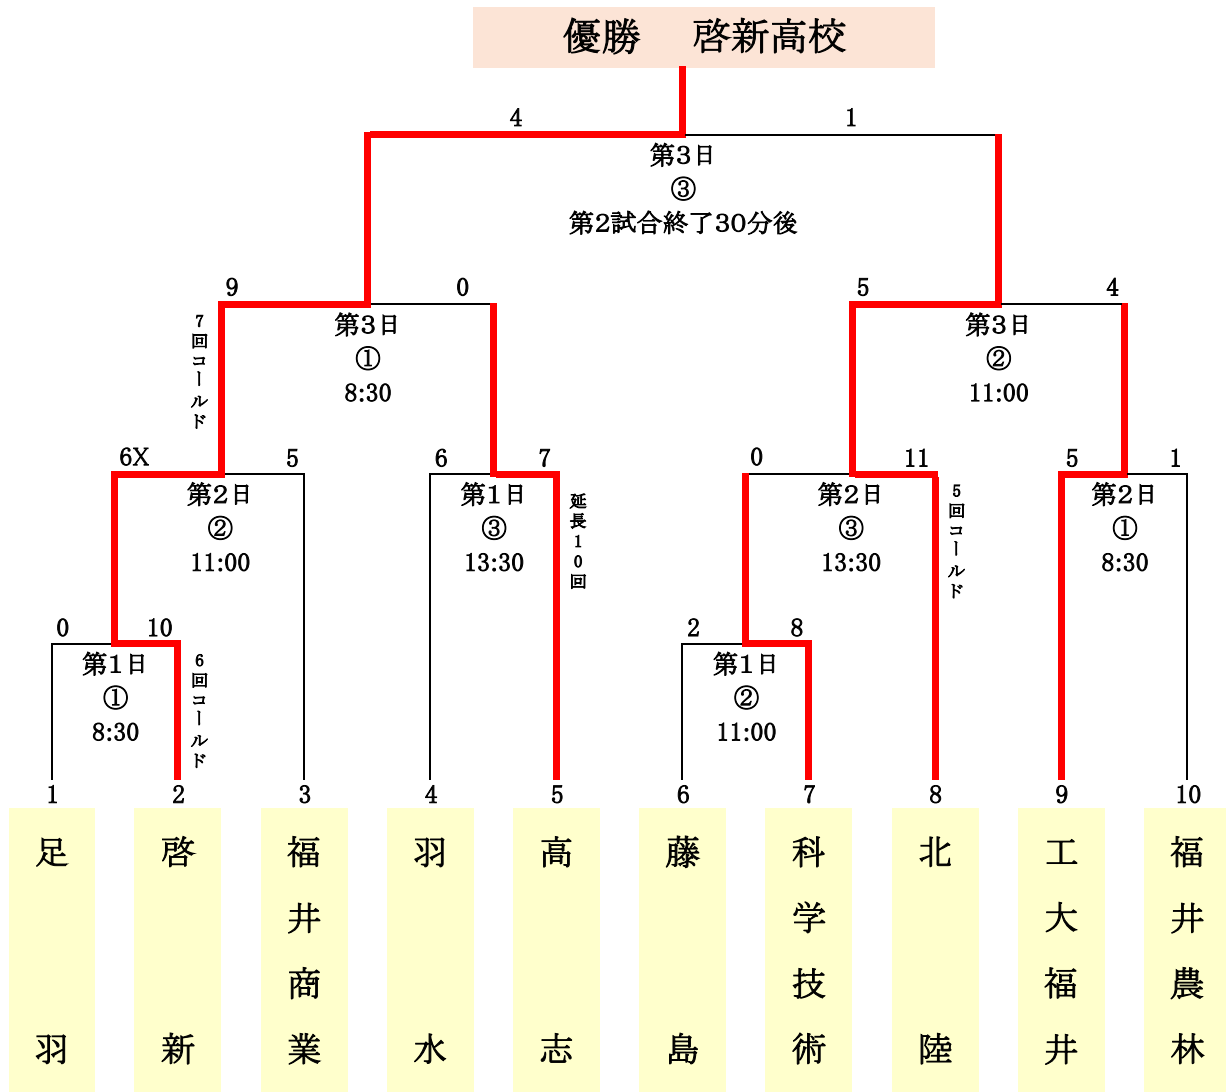 優勝　啓新高校
4
1
第3日
③
第2試合終了30分後
9
0
5
4
7回コールド
第3日
①
8:30
第3日
②
11:00
6X
5
6
7
0
11
5
1
第2日
②
11:00
第1日
③
13:30
延長10回
第2日
③
13:30
5回コールド
第2日
①
8:30
0
10
2
8
第1日
①
8:30
6回コールド
第1日
②
11:00
1
2
3
4
5
6
7
8
9
10
足羽
啓新
福井商業
羽水
高志
藤島
科学技術
北陸
工大福井
福井農林